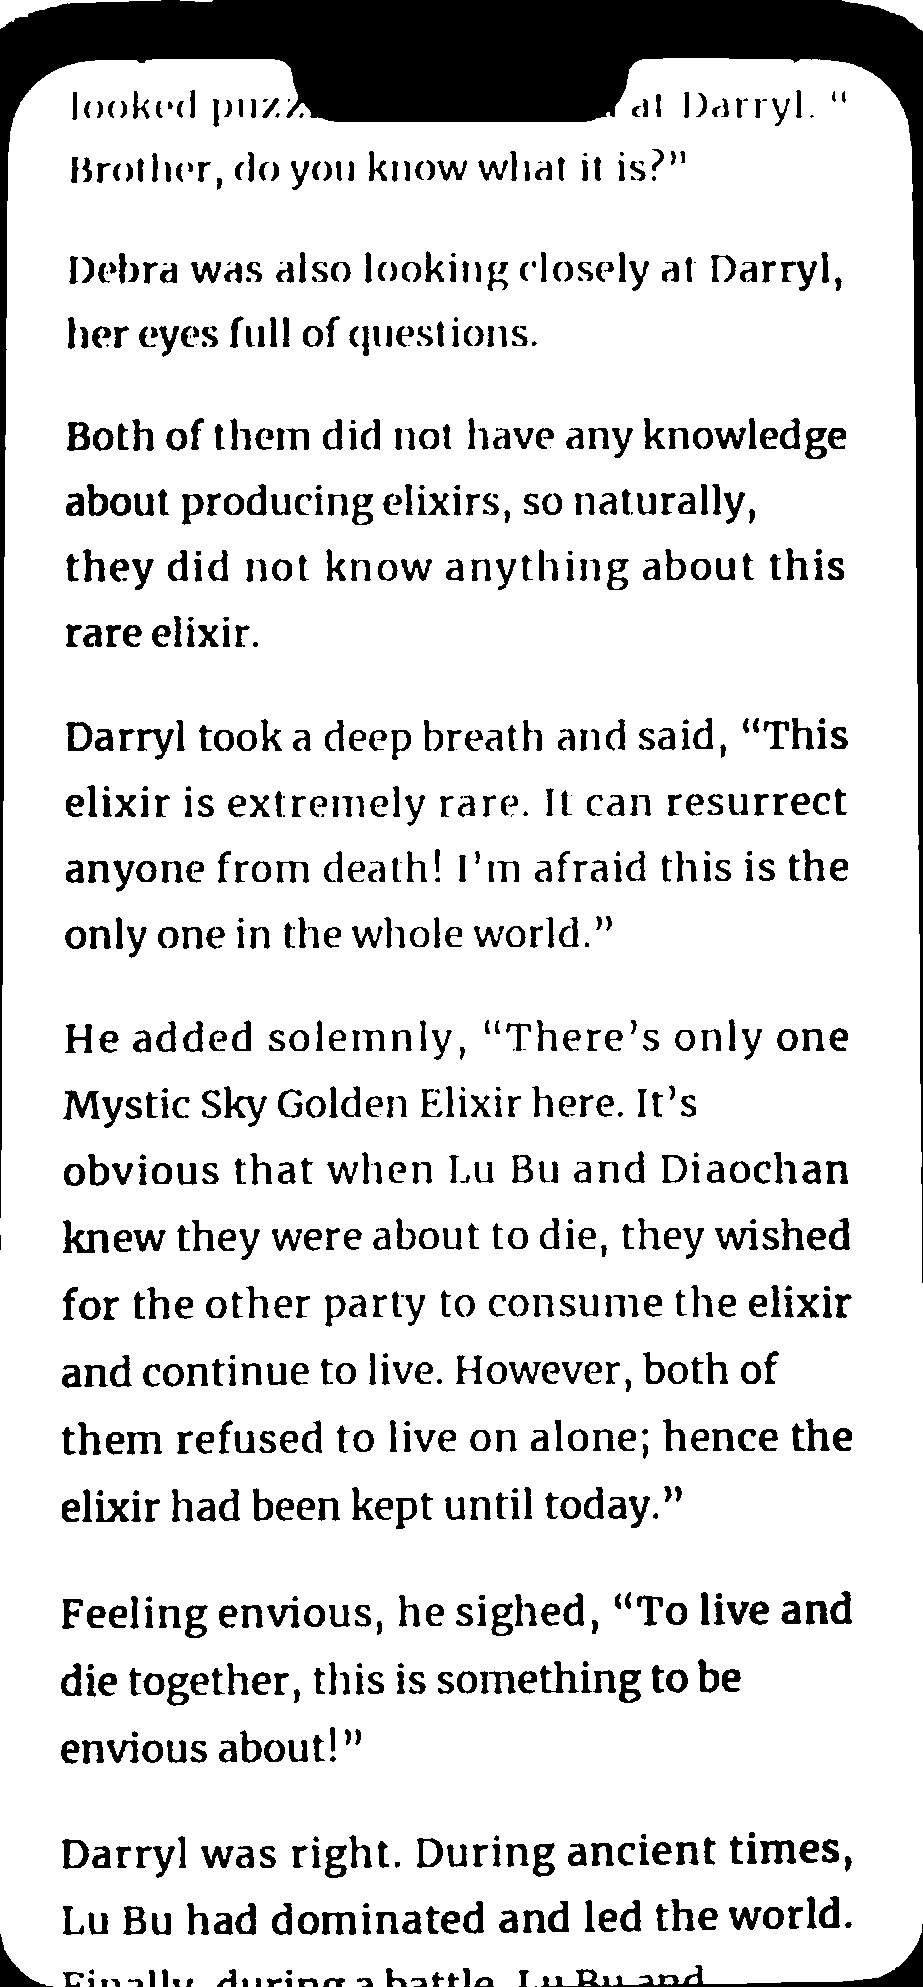 looked at Darryl. “
Brother, do you know what it is?”
Debra was also looking closely at Darryl,
her eyes full of questions.
Both of them did not have any knowledge
about producing elixirs, so naturally,
they did not know anything about this
rare elixir.
Darryl took a deep breath and said, “This
elixir is extremely rare. It can resurrect
anyone from death! I’m afraid this is the
only one in the whole world.”
He added solemnly, “There’s only one
Mystic Sky Golden Elixir here. It’s
obvious that when Lu Bu and Diaochan
knew they were about to die, they wished
for the other party to consume the elixir
and continue to live. However, both of
them refused to live on alone; hence the
elixir had been kept until today.”
Feeling envious, he sighed, “To live and
die together, this is something to be
envious about!”
Darryl was right. During ancient times,
Lu Bu had dominated and led the world.
Finally, during a battle, Lu Bu and